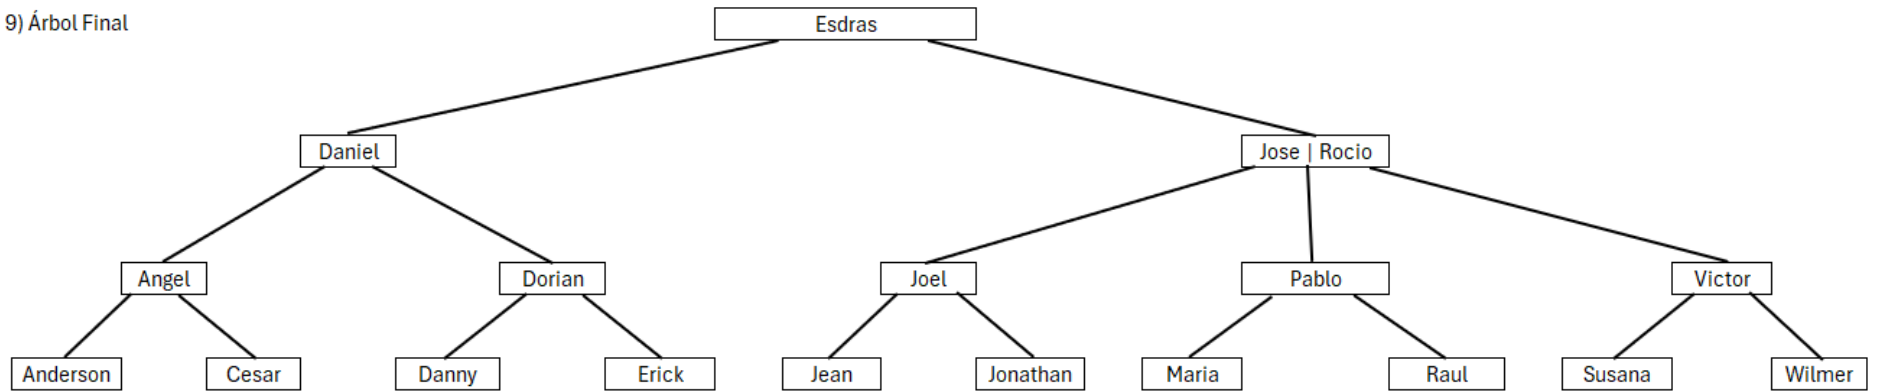 9) Árbol Final
Esdras
Daniel
Jose | Rocio
Angel
Dorian
Joel
Pablo
Victor
Anderson
Cesar
Danny
Erick
Jean
Jonathan
Maria
Raul
Susana
Wilmer